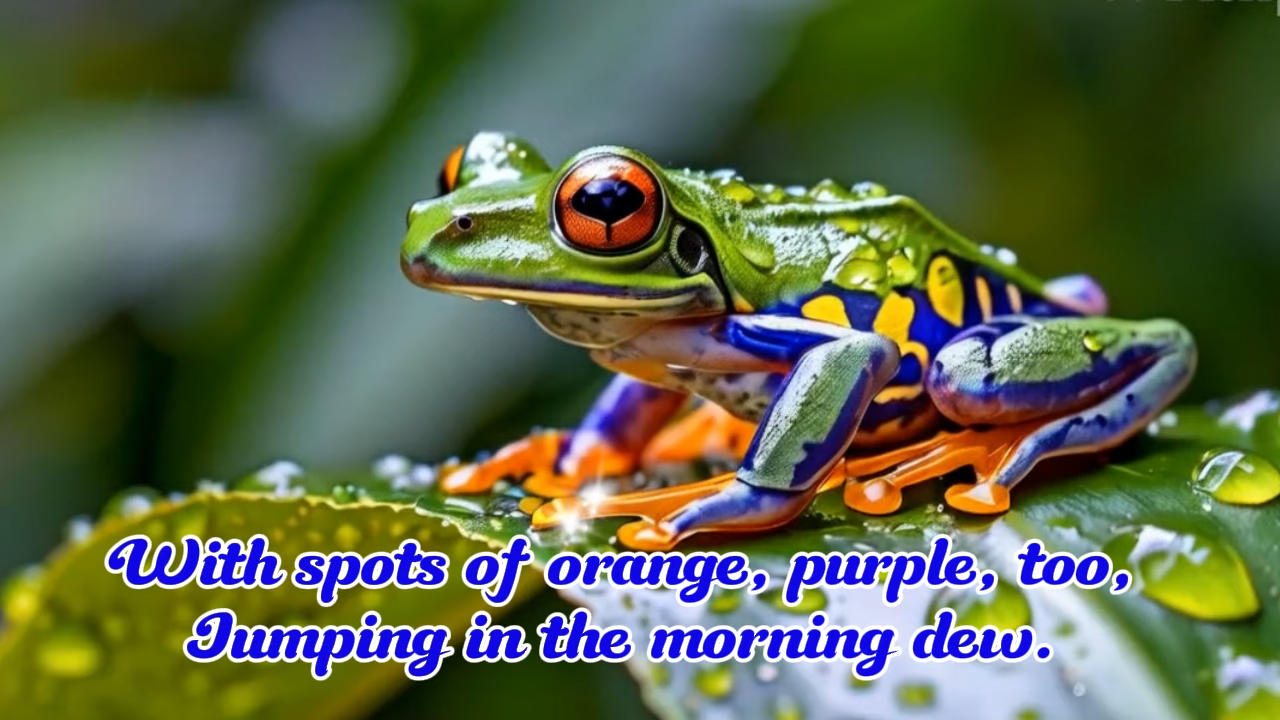 With spots of orange, purple, too,
Jumping in the morning dew.